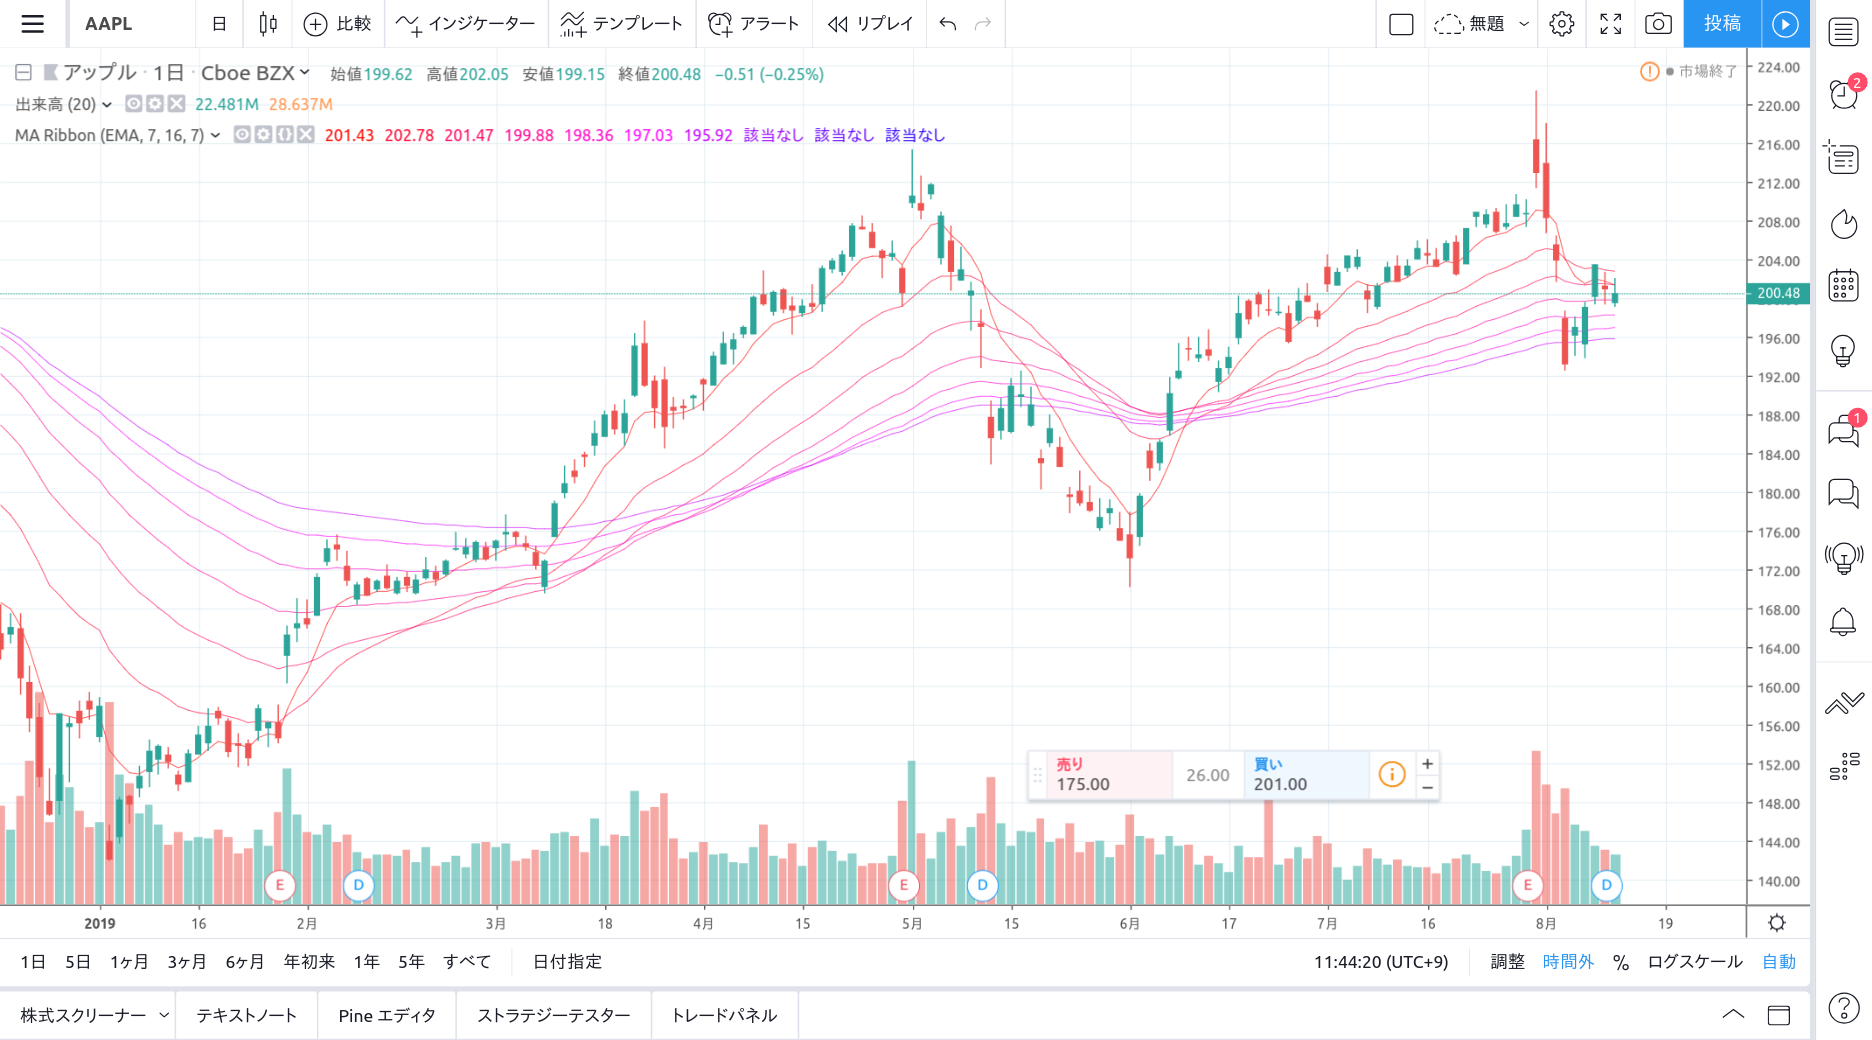 AAPL 日 比較 インジケーター テンプレート アラート リプレイ 無題 投稿
アップル · 1日 · Cboe BZX 始値199.62 高値202.05 安値199.15 終値200.48 −0.51 (−0.25%) 市場終了
出来高 (20) 22.481M 28.637M
MA Ribbon (EMA, 7, 16, 7) 201.43 202.78 201.47 199.88 198.36 197.03 195.92 該当なし 該当なし 該当なし
224.00
220.00
216.00
212.00
208.00
204.00
200.48
196.00
192.00
188.00
184.00
180.00
176.00
172.00
168.00
164.00
160.00
156.00
152.00
148.00
144.00
140.00
2
1
売り 買い
175.00 26.00 201.00
E D E D E D
2019 16 2月 3月 18 4月 15 5月 15 6月 17 7月 16 8月 19
1日 5日 1ヶ月 3ヶ月 6ヶ月 年初来 1年 5年 すべて 日付指定 11:44:20 (UTC+9) 調整 時間外 % ログスケール 自動
株式スクリーナー テキストノート Pine エディタ ストラテジーテスター トレードパネル